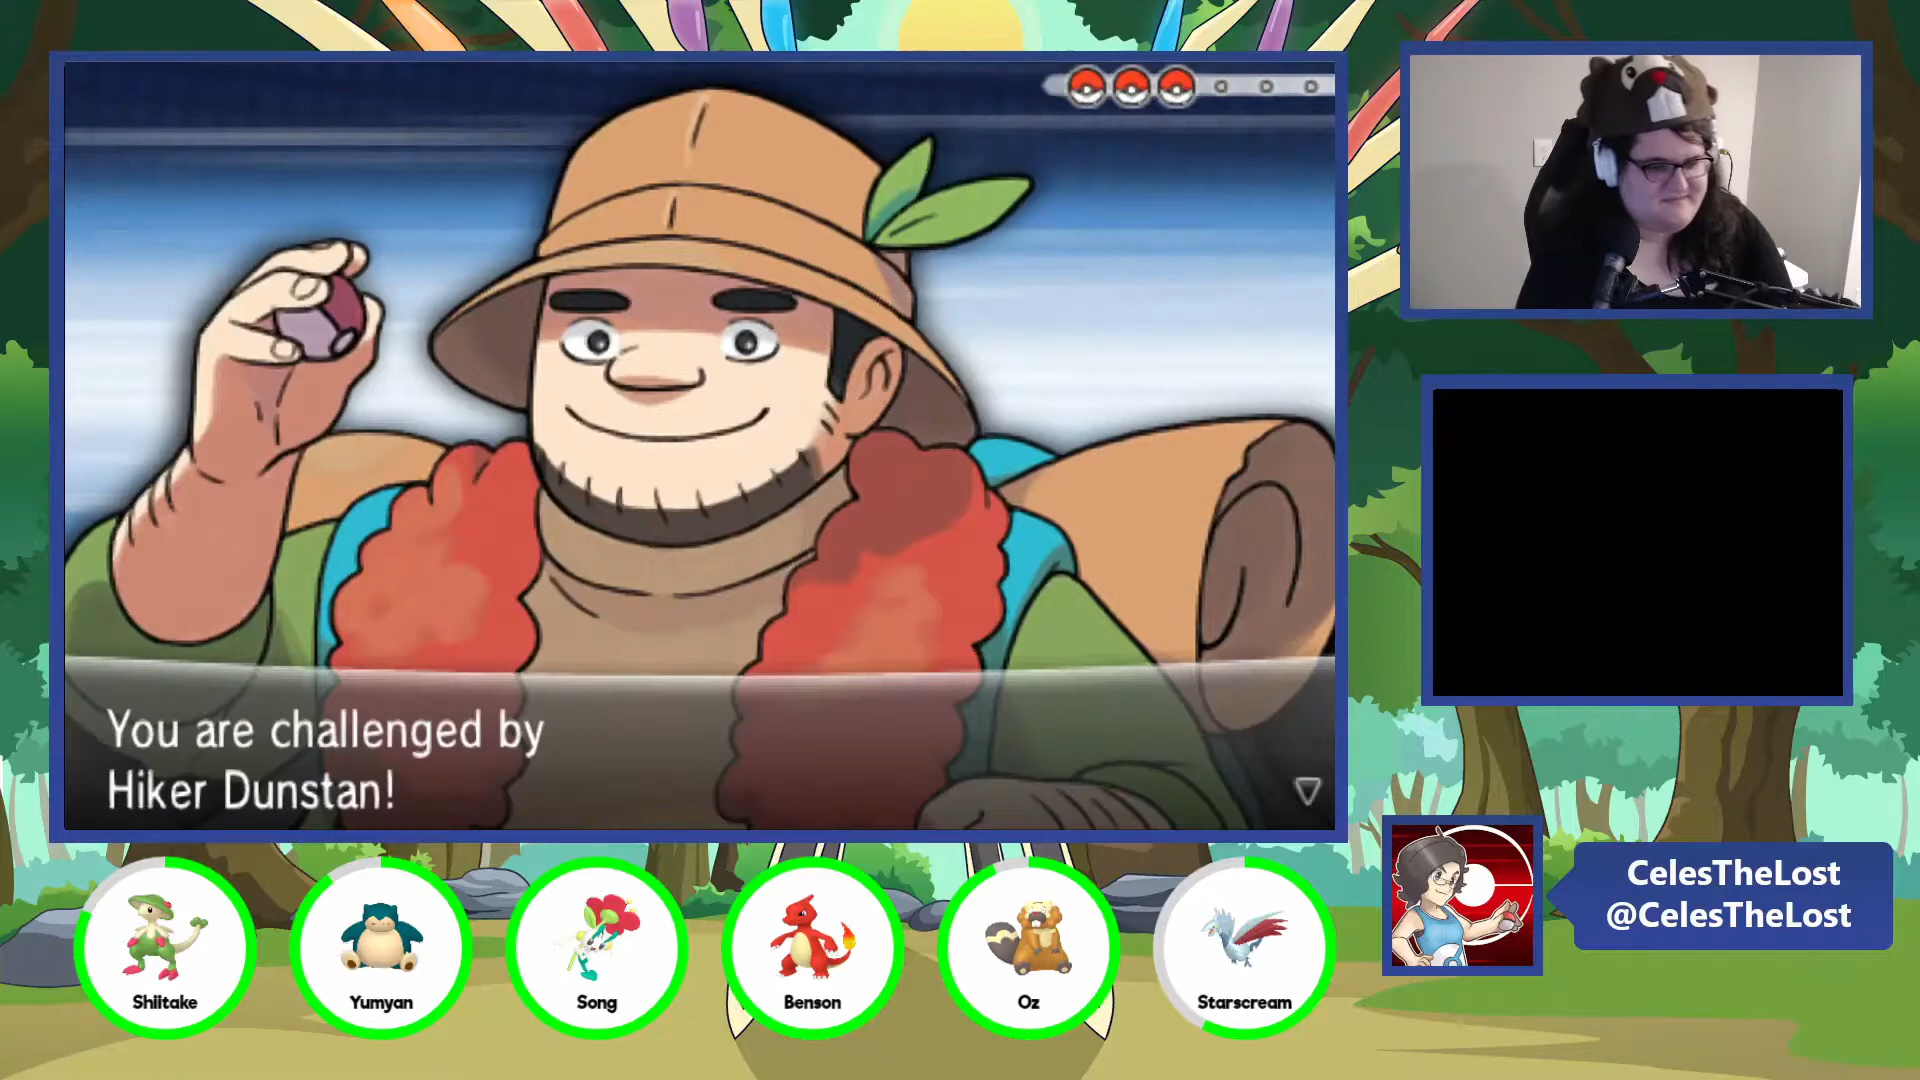 You are challenged by
Hiker Dunstan!
Shiitake
Yumyan
Song
Benson
Oz
Starscream
CelesTheLost
@CelesTheLost